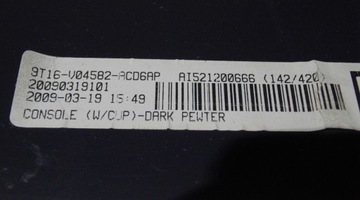 9T16-V04582-ACD6AP AI521200666 (142/420)
20090319101
2009-03-19 15:49
CONSOLE (W/CUP)-DARK PEWTER